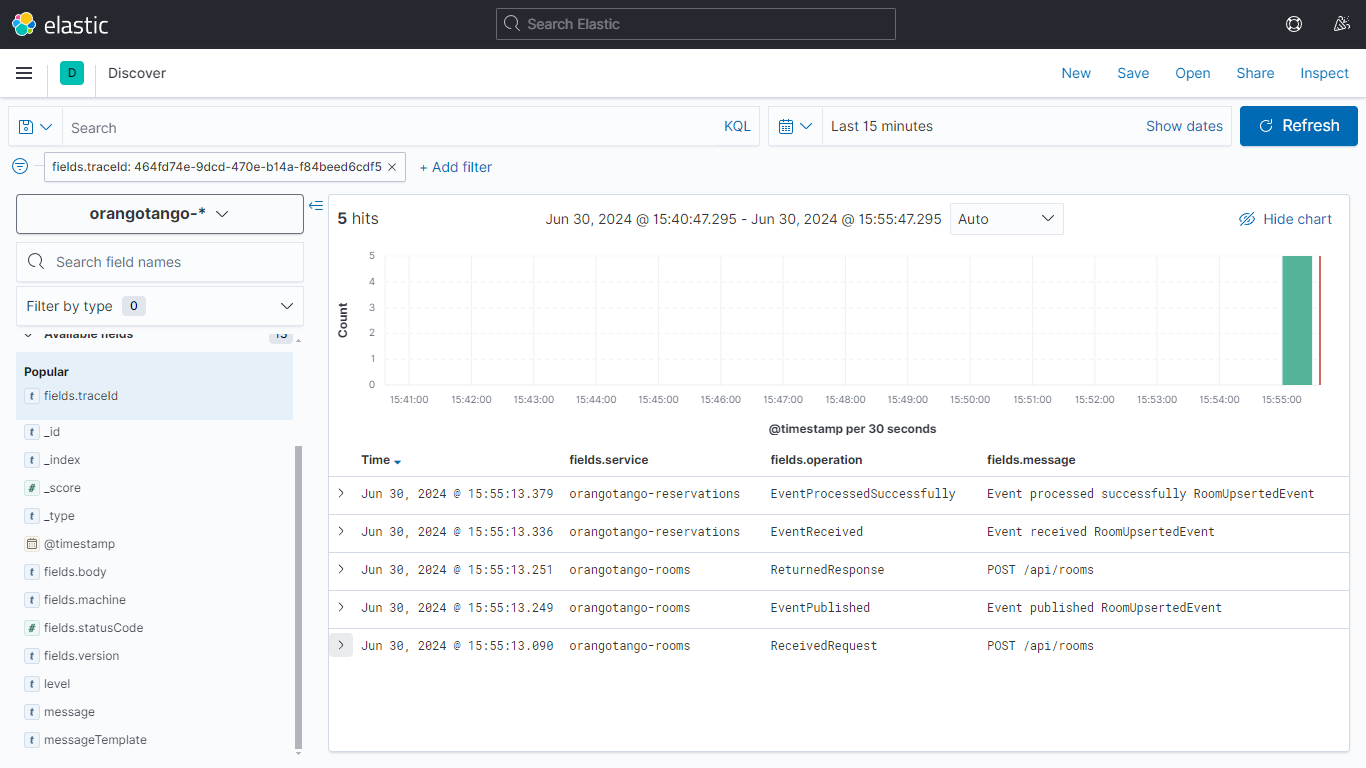 elastic
Search Elastic
D
Discover
New Save Open Share Inspect
Search
KQL
Last 15 minutes
Show dates
Refresh
fields.traceId: 464fd74e-9dcd-470e-b14a-f84beed6cdf5 ×
+ Add filter
orangotango-*
Search field names
Filter by type 0
Available fields 13
Popular
t fields.traceId
t _id
t _index
# _score
t _type
@timestamp
t fields.body
t fields.machine
# fields.statusCode
t fields.version
t level
t message
t messageTemplate
5 hits
Jun 30, 2024 @ 15:40:47.295 - Jun 30, 2024 @ 15:55:47.295
Auto
Hide chart
Count
5
4
3
2
1
0
15:41:00 15:42:00 15:43:00 15:44:00 15:45:00 15:46:00 15:47:00 15:48:00 15:49:00 15:50:00 15:51:00 15:52:00 15:53:00 15:54:00 15:55:00
@timestamp per 30 seconds
Time fields.service fields.operation fields.message
Jun 30, 2024 @ 15:55:13.379 orangotango-reservations EventProcessedSuccessfully Event processed successfully RoomUpsertedEvent
Jun 30, 2024 @ 15:55:13.336 orangotango-reservations EventReceived Event received RoomUpsertedEvent
Jun 30, 2024 @ 15:55:13.251 orangotango-rooms ReturnedResponse POST /api/rooms
Jun 30, 2024 @ 15:55:13.249 orangotango-rooms EventPublished Event published RoomUpsertedEvent
Jun 30, 2024 @ 15:55:13.090 orangotango-rooms ReceivedRequest POST /api/rooms